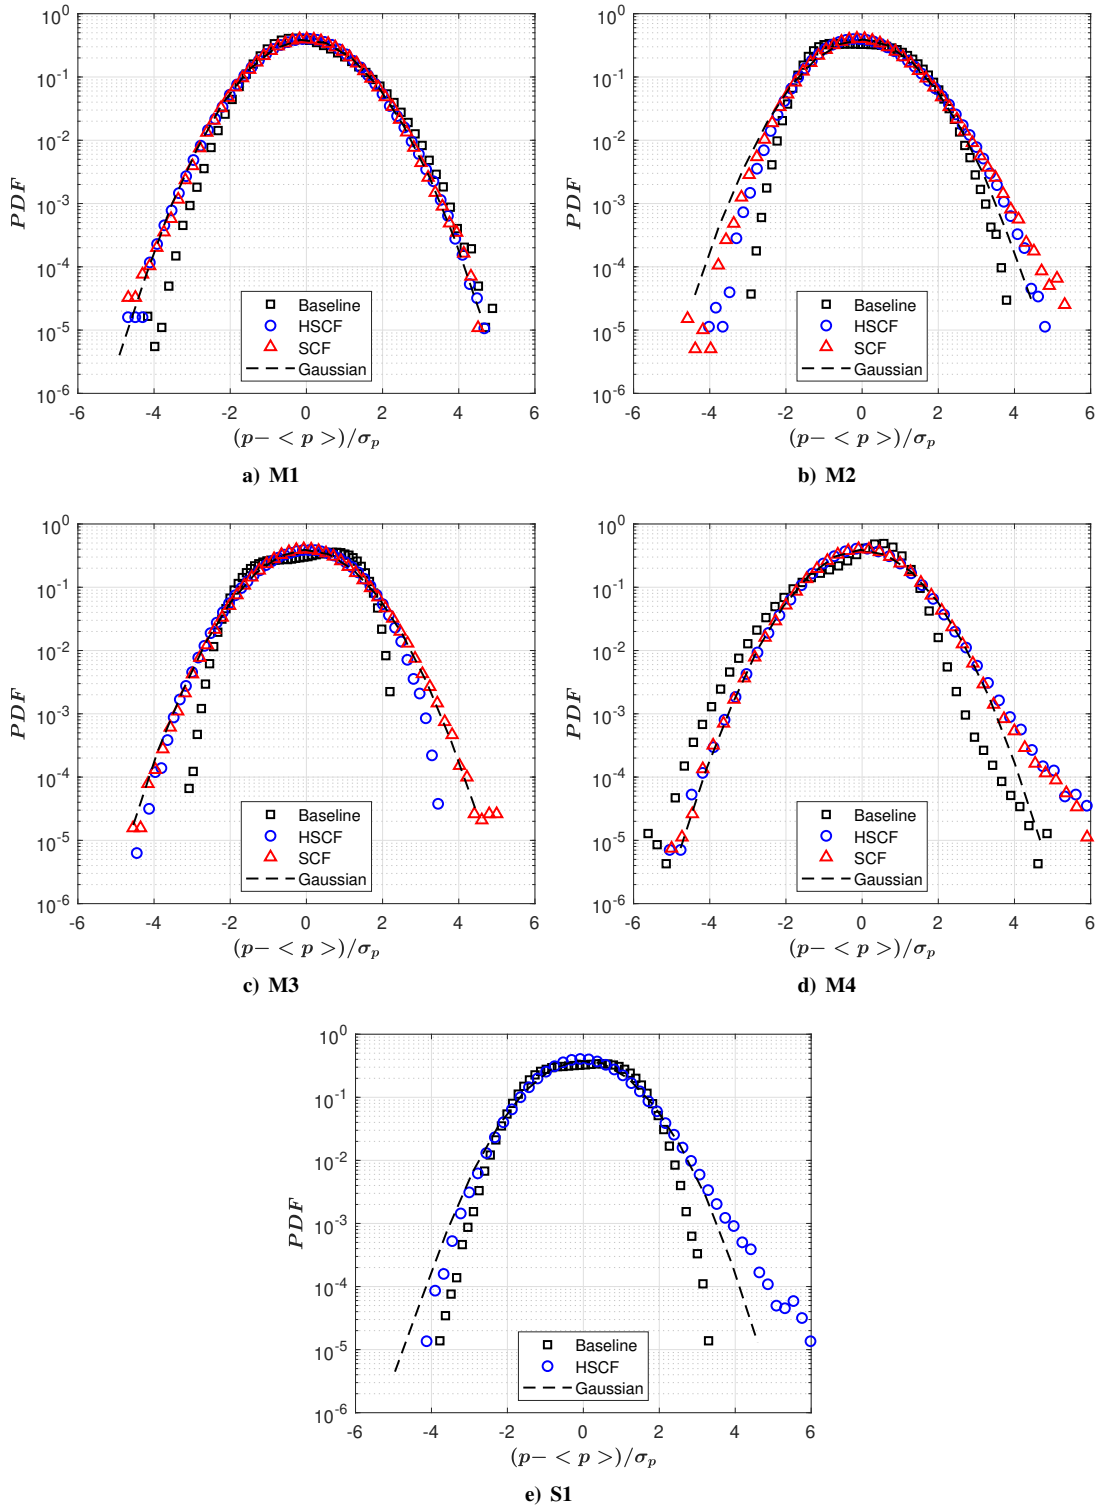 10^0 10^-1 10^-2 10^-3 10^-4 10^-5 10^-6
PDF
Baseline
HSCF
SCF
Gaussian
-6 -4 -2 0 2 4 6
(p− < p >)/σ_p
a) M1
10^0 10^-1 10^-2 10^-3 10^-4 10^-5 10^-6
PDF
Baseline
HSCF
SCF
Gaussian
-6 -4 -2 0 2 4 6
(p− < p >)/σ_p
b) M2
10^0 10^-1 10^-2 10^-3 10^-4 10^-5 10^-6
PDF
Baseline
HSCF
SCF
Gaussian
-6 -4 -2 0 2 4 6
(p− < p >)/σ_p
c) M3
10^0 10^-1 10^-2 10^-3 10^-4 10^-5 10^-6
PDF
Baseline
HSCF
SCF
Gaussian
-6 -4 -2 0 2 4 6
(p− < p >)/σ_p
d) M4
10^0 10^-1 10^-2 10^-3 10^-4 10^-5 10^-6
PDF
Baseline
HSCF
Gaussian
-6 -4 -2 0 2 4 6
(p− < p >)/σ_p
e) S1